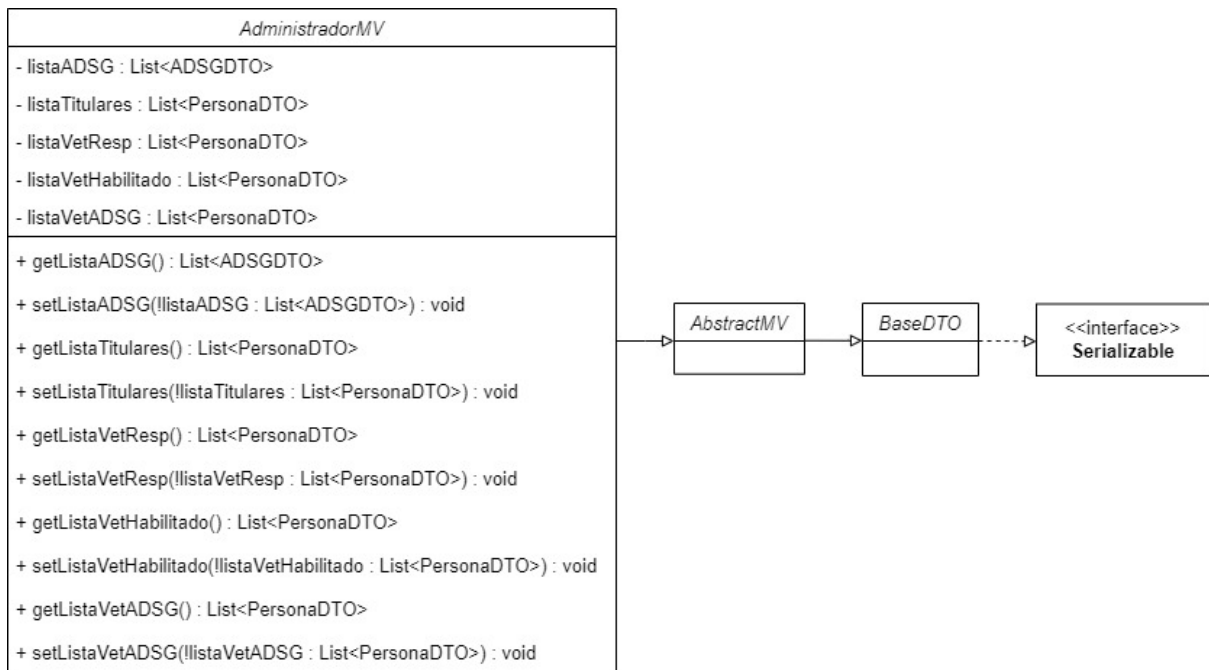 AdministradorMV
- listaADSG : List<ADSGDTO>
- listaTitulares : List<PersonaDTO>
- listaVetResp : List<PersonaDTO>
- listaVetHabilitado : List<PersonaDTO>
- listaVetADSG : List<PersonaDTO>
+ getListaADSG() : List<ADSGDTO>
+ setListaADSG(!listaADSG : List<ADSGDTO>) : void
+ getListaTitulares() : List<PersonaDTO>
+ setListaTitulares(!listaTitulares : List<PersonaDTO>) : void
+ getListaVetResp() : List<PersonaDTO>
+ setListaVetResp(!listaVetResp : List<PersonaDTO>) : void
+ getListaVetHabilitado() : List<PersonaDTO>
+ setListaVetHabilitado(!listaVetHabilitado : List<PersonaDTO>) : void
+ getListaVetADSG() : List<PersonaDTO>
+ setListaVetADSG(!listaVetADSG : List<PersonaDTO>) : void
AbstractMV
BaseDTO
<<interface>>
Serializable